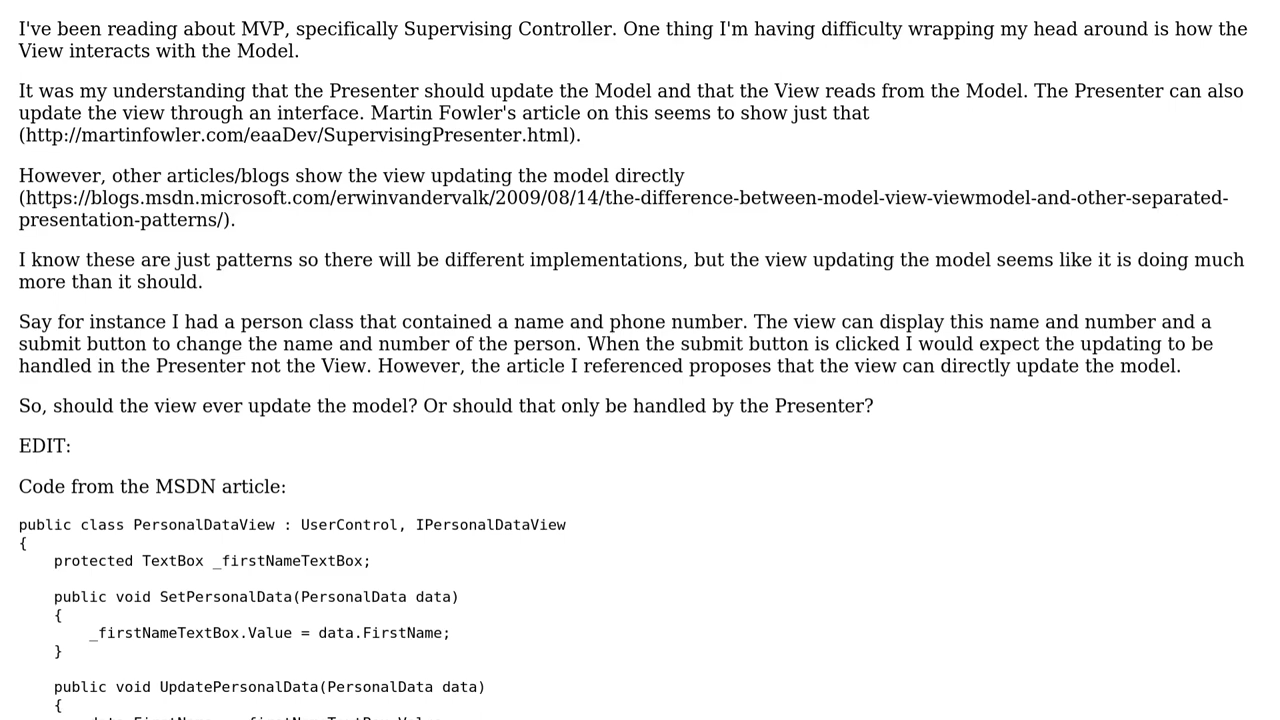 I've been reading about MVP, specifically Supervising Controller. One thing I'm having difficulty wrapping my head around is how the
View interacts with the Model.
It was my understanding that the Presenter should update the Model and that the View reads from the Model. The Presenter can also
update the view through an interface. Martin Fowler's article on this seems to show just that
(http://martinfowler.com/eaaDev/SupervisingPresenter.html).
However, other articles/blogs show the view updating the model directly
(https://blogs.msdn.microsoft.com/erwinvandervalk/2009/08/14/the-difference-between-model-view-viewmodel-and-other-separated-
presentation-patterns/).
I know these are just patterns so there will be different implementations, but the view updating the model seems like it is doing much
more than it should.
Say for instance I had a person class that contained a name and phone number. The view can display this name and number and a
submit button to change the name and number of the person. When the submit button is clicked I would expect the updating to be
handled in the Presenter not the View. However, the article I referenced proposes that the view can directly update the model.
So, should the view ever update the model? Or should that only be handled by the Presenter?
EDIT:
Code from the MSDN article:
public class PersonalDataView : UserControl, IPersonalDataView
{
    protected TextBox _firstNameTextBox;
    public void SetPersonalData(PersonalData data)
    {
        _firstNameTextBox.Value = data.FirstName;
    }
    public void UpdatePersonalData(PersonalData data)
    {